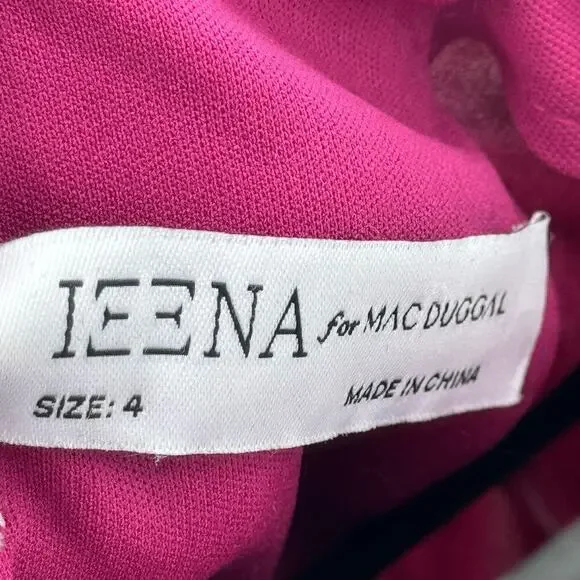 IEENA for MAC DUGGAL
SIZE: 4 MADE IN CHINA